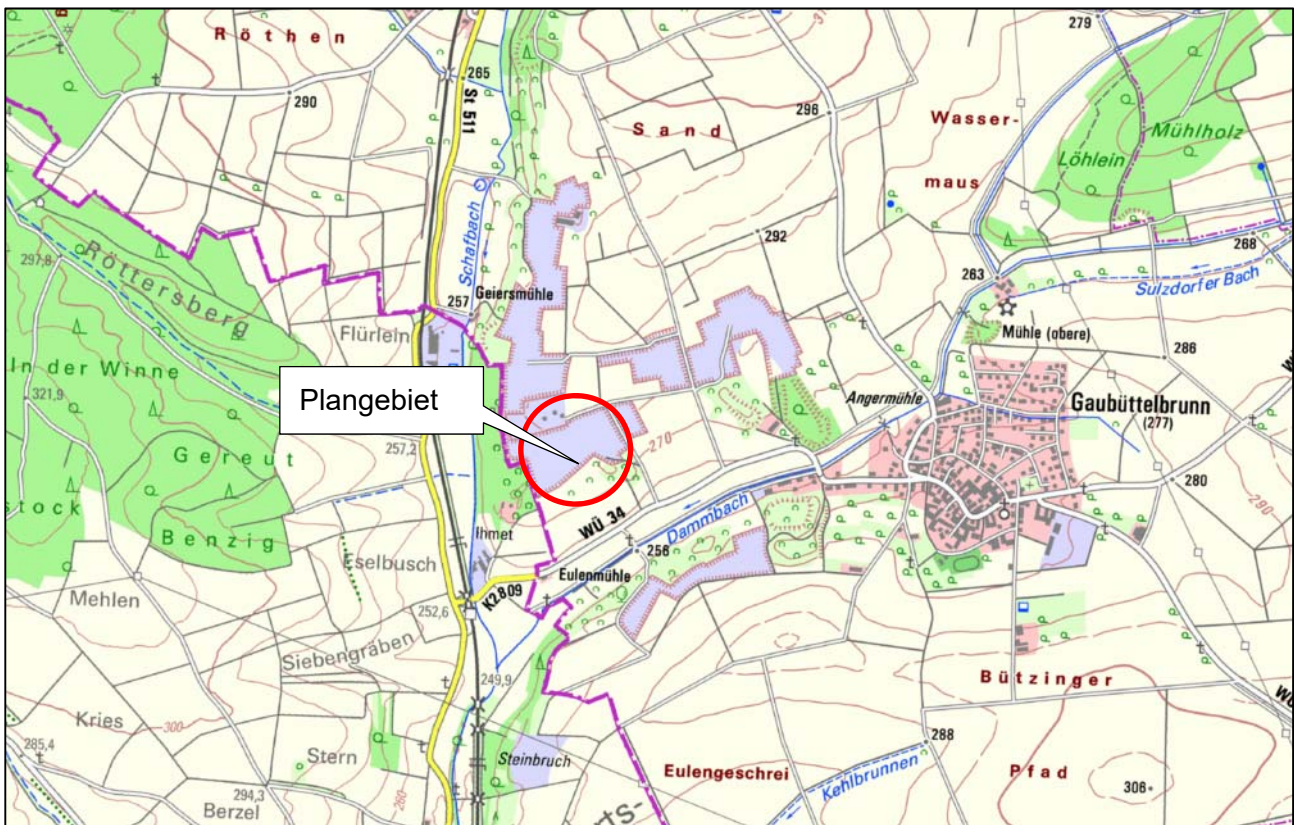 Röthen
290
265
St 511
Sand
296
279
Wasser-
maus
Mühlholz
Löhlein
268
Sulzdorfer Bach
263
Mühle (obere)
286
292
Schafbach
297,8
Röttersberg
257
Geiersmühle
Flürlein
In der Winne
321,9
Plangebiet
Angermühle
Gaubüttelbrunn
(277)
270
257,2
Gereut
stock
Benzig
280
290
WÜ 34
Dammbach
Ihmet
256
Eselbusch
Eulenmühle
K2809
Mehlen
252,6
Siebengräben
249,9
Bützinger
Kries
300
285,4
Stern
Steinbruch
288
Eulengeschrei
Pfad
Kehlbrunnen
306
294,3
260
Berzel
rts-